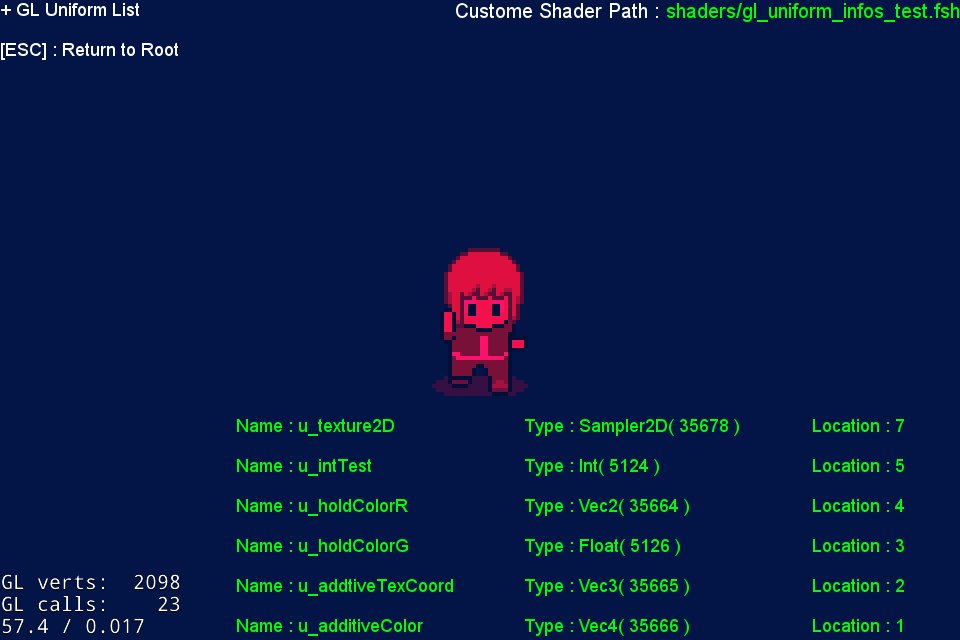 + GL Uniform List
Custome Shader Path : shaders/gl_uniform_infos_test.fsh
[ESC] : Return to Root
Name : u_texture2D Type : Sampler2D( 35678 ) Location : 7
Name : u_intTest Type : Int( 5124 ) Location : 5
Name : u_holdColorR Type : Vec2( 35664 ) Location : 4
Name : u_holdColorG Type : Float( 5126 ) Location : 3
Name : u_addtiveTexCoord Type : Vec3( 35665 ) Location : 2
Name : u_additiveColor Type : Vec4( 35666 ) Location : 1
GL verts: 2098
GL calls: 23
57.4 / 0.017